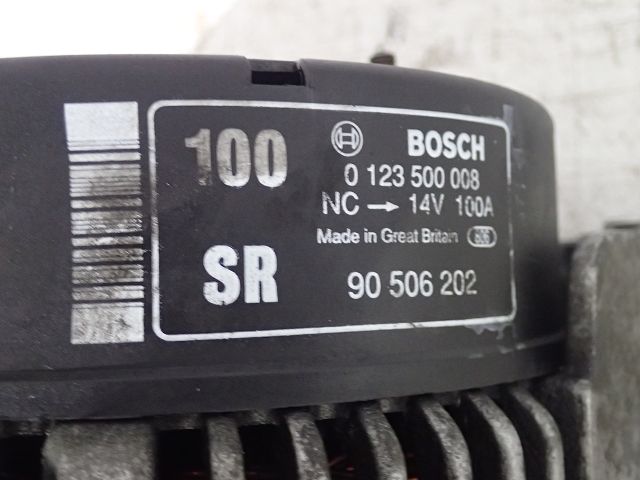 100 BOSCH
0 123 500 008
NC → 14V 100A
Made in Great Britain
SR 90 506 202